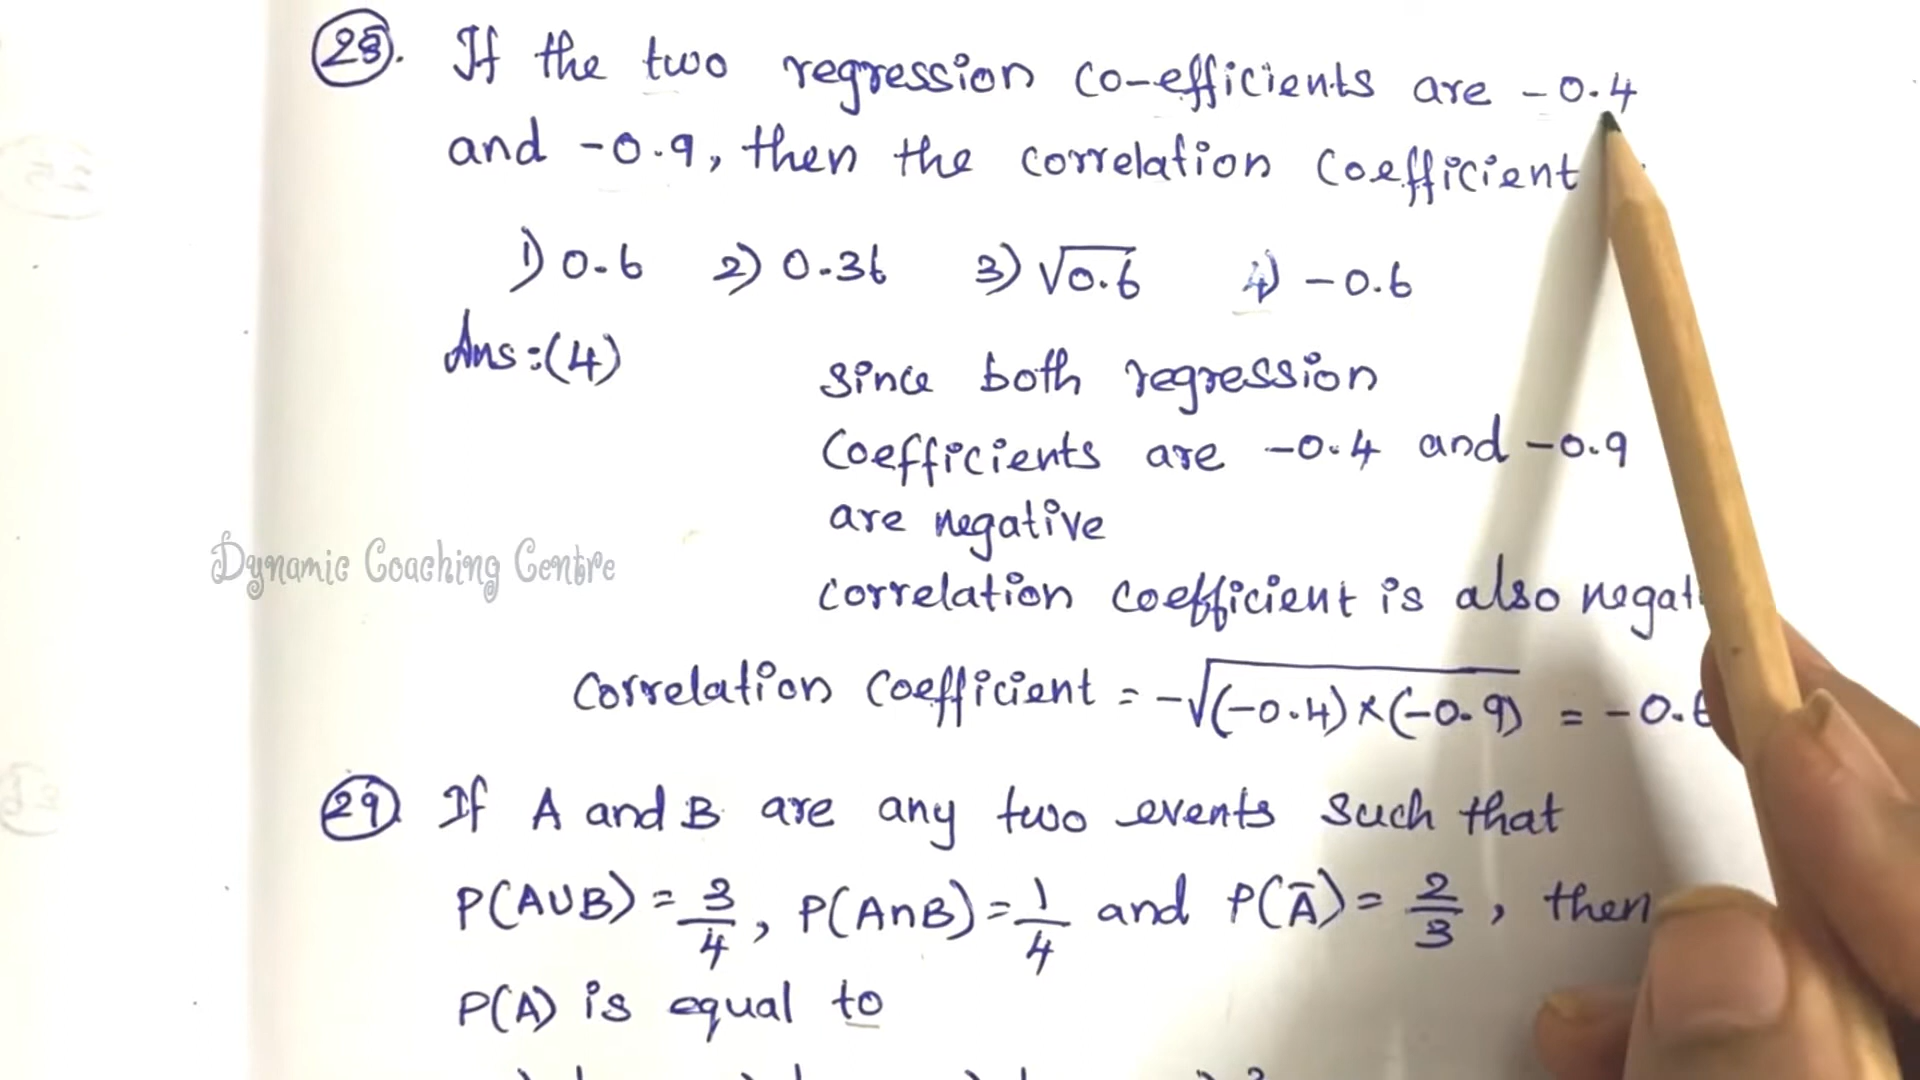 28. If the two regression co-efficients are -0.4
and -0.9, then the correlation coefficient
1) 0.6 2) 0.36 3) √0.6 4) -0.6
Ans:(4)
Since both regression
Coefficients are -0.4 and -0.9
are negative
Dynamic Coaching Centre
correlation coefficient is also negat
Correlation Coefficient = -√(-0.4)×(-0.9) = -0.6
29 If A and B are any two events such that
P(A∪B) = 3/4, P(A∩B) = 1/4 and P(Ā) = 2/3, then
P(A) is equal to